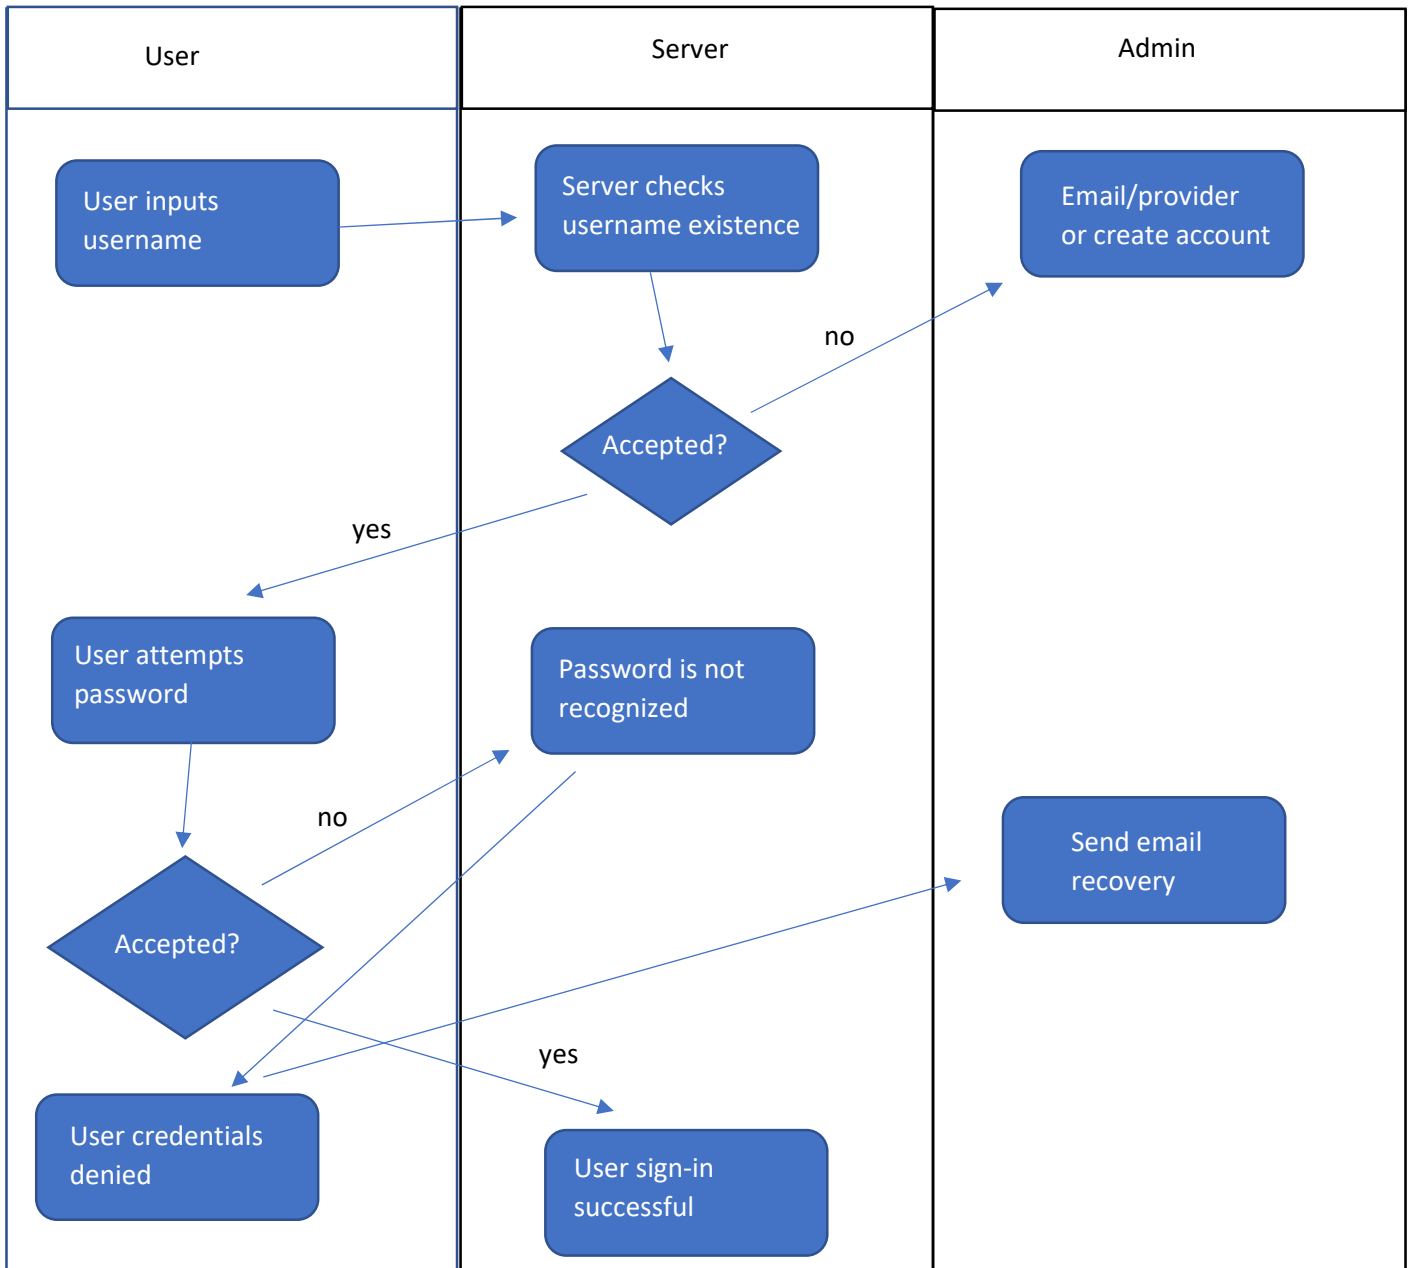 User
Server
Admin
User inputs
username
Server checks
username existence
Email/provider
or create account
no
Accepted?
yes
User attempts
password
Password is not
recognized
no
Send email
recovery
Accepted?
yes
User credentials
denied
User sign-in
successful